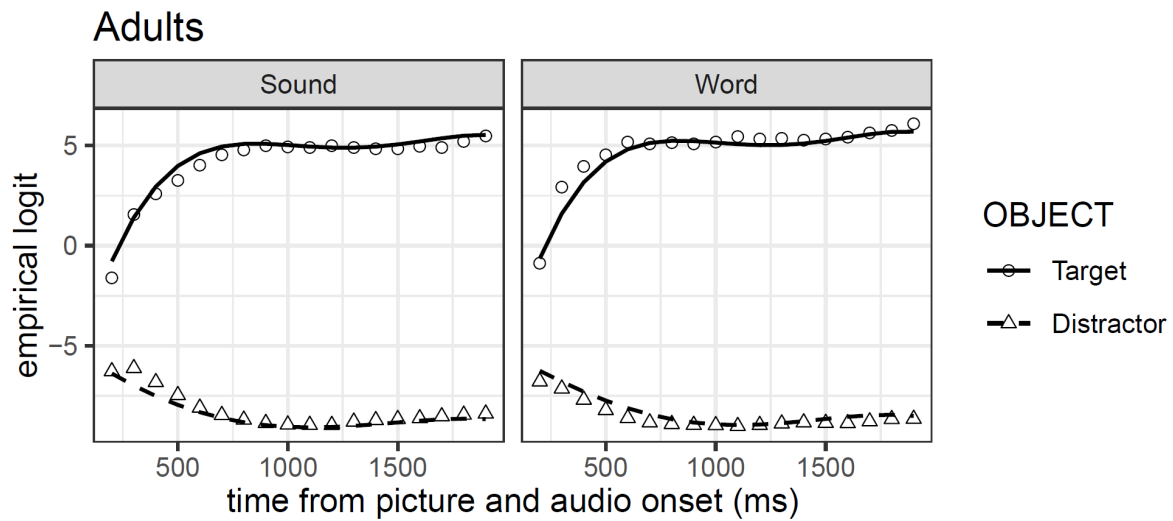 Adults
Sound
Word
5
0
−5
empirical logit
500
1000
1500
500
1000
1500
time from picture and audio onset (ms)
OBJECT
Target
Distractor